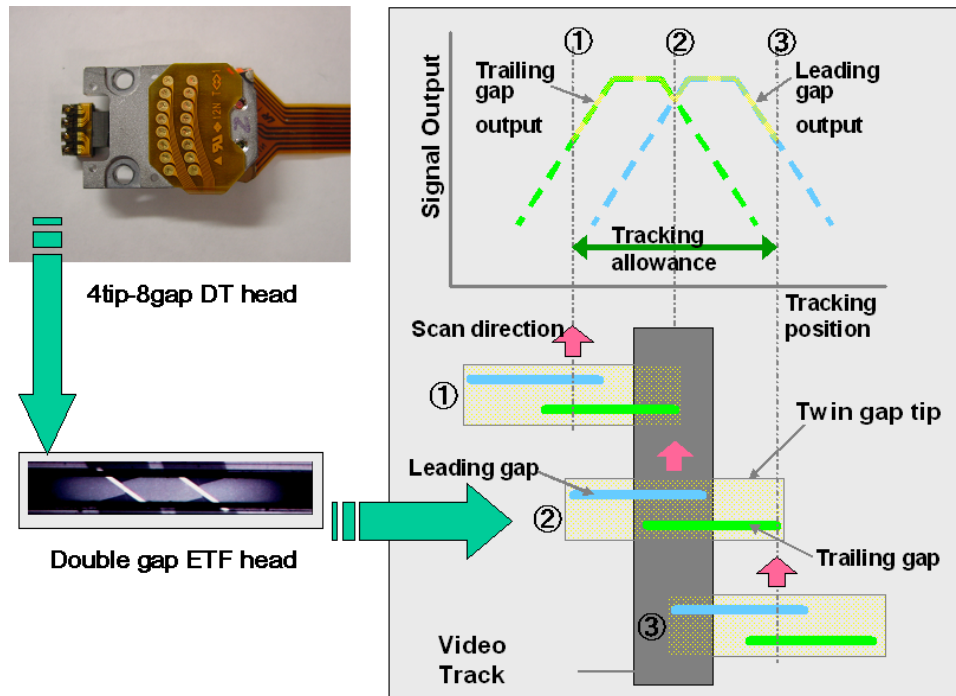 4tip-8gap DT head
Double gap ETF head
① ② ③
Trailing
gap
output
Leading
gap
output
Signal Output
Tracking
allowance
Tracking
position
Scan direction
①
Twin gap tip
Leading gap
②
Trailing gap
③
Video
Track